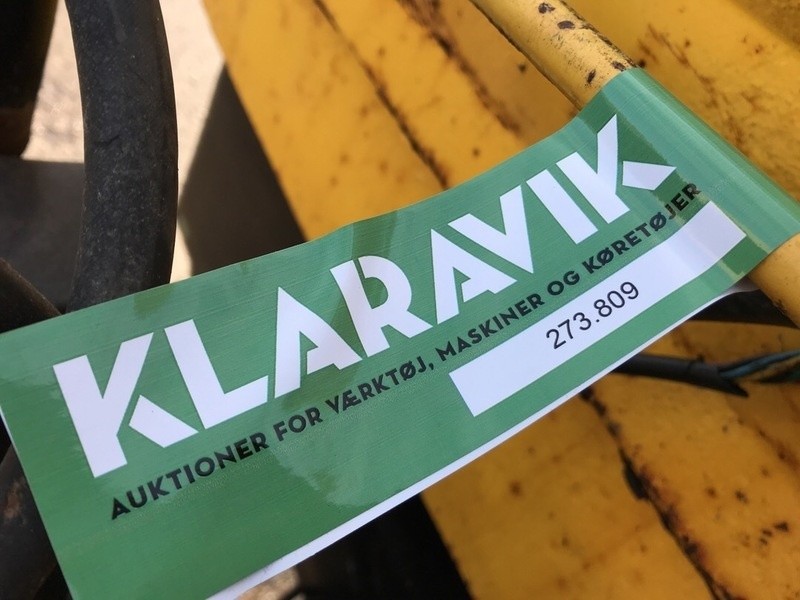 KLARAVIK
AUKTIONER FOR VÆRKTØJ, MASKINER OG KØRETØJER
273.809